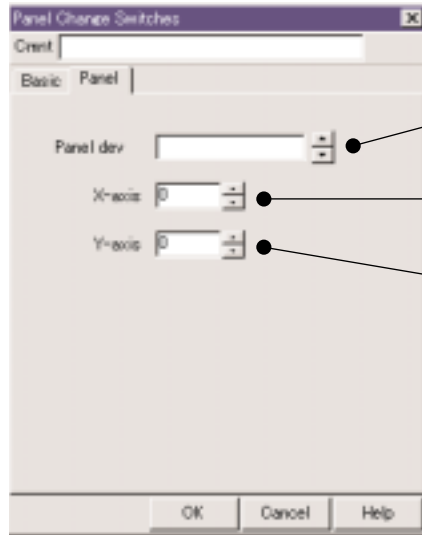 Panel Change Switches
Cmnt
Basic Panel
Panel dev
X-axis 0
Y-axis 0
OK Cancel Help